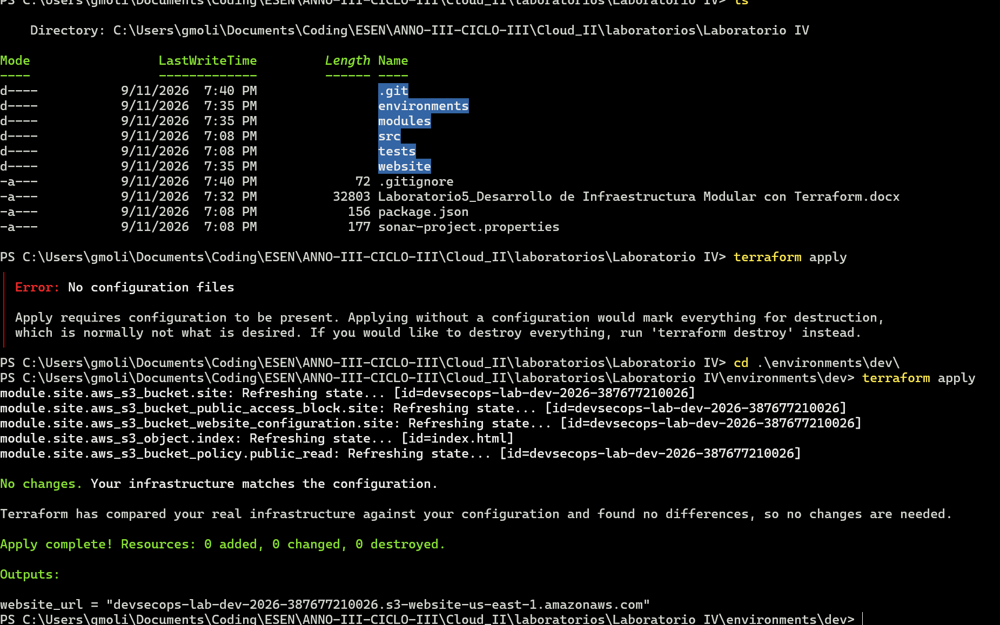 PS C:\Users\gmoli\Documents\Coding\ESEN\ANNO-III-CICLO-III\Cloud_II\laboratorios\Laboratorio IV> ls
Directory: C:\Users\gmoli\Documents\Coding\ESEN\ANNO-III-CICLO-III\Cloud_II\laboratorios\Laboratorio IV
Mode                 LastWriteTime         Length Name
----                 -------------         ------ ----
d----           9/11/2026  7:40 PM                .git
d----           9/11/2026  7:35 PM                environments
d----           9/11/2026  7:35 PM                modules
d----           9/11/2026  7:08 PM                src
d----           9/11/2026  7:08 PM                tests
d----           9/11/2026  7:35 PM                website
-a---           9/11/2026  7:40 PM             72 .gitignore
-a---           9/11/2026  7:32 PM          32803 Laboratorio5_Desarrollo de Infraestructura Modular con Terraform.docx
-a---           9/11/2026  7:08 PM            156 package.json
-a---           9/11/2026  7:08 PM            177 sonar-project.properties
PS C:\Users\gmoli\Documents\Coding\ESEN\ANNO-III-CICLO-III\Cloud_II\laboratorios\Laboratorio IV> terraform apply
Error: No configuration files
Apply requires configuration to be present. Applying without a configuration would mark everything for destruction,
which is normally not what is desired. If you would like to destroy everything, run 'terraform destroy' instead.
PS C:\Users\gmoli\Documents\Coding\ESEN\ANNO-III-CICLO-III\Cloud_II\laboratorios\Laboratorio IV> cd .\environments\dev\
PS C:\Users\gmoli\Documents\Coding\ESEN\ANNO-III-CICLO-III\Cloud_II\laboratorios\Laboratorio IV\environments\dev> terraform apply
module.site.aws_s3_bucket.site: Refreshing state... [id=devsecops-lab-dev-2026-387677210026]
module.site.aws_s3_bucket_public_access_block.site: Refreshing state... [id=devsecops-lab-dev-2026-387677210026]
module.site.aws_s3_bucket_website_configuration.site: Refreshing state... [id=devsecops-lab-dev-2026-387677210026]
module.site.aws_s3_object.index: Refreshing state... [id=index.html]
module.site.aws_s3_bucket_policy.public_read: Refreshing state... [id=devsecops-lab-dev-2026-387677210026]
No changes. Your infrastructure matches the configuration.
Terraform has compared your real infrastructure against your configuration and found no differences, so no changes are needed.
Apply complete! Resources: 0 added, 0 changed, 0 destroyed.
Outputs:
website_url = "devsecops-lab-dev-2026-387677210026.s3-website-us-east-1.amazonaws.com"
PS C:\Users\gmoli\Documents\Coding\ESEN\ANNO-III-CICLO-III\Cloud_II\laboratorios\Laboratorio IV\environments\dev>